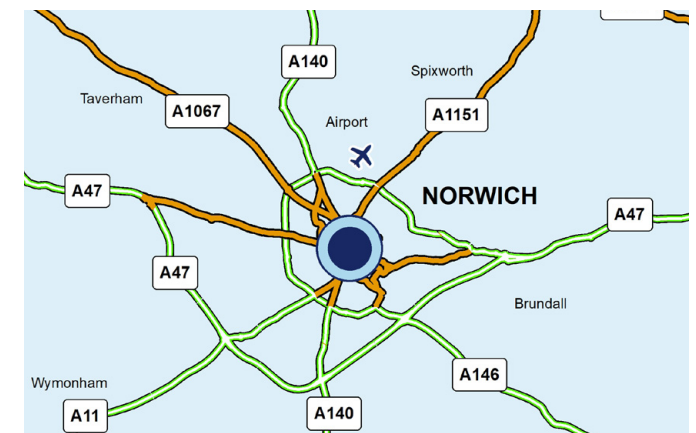 A140
Spixworth
Taverham
A1067
A1151
Airport
A47
NORWICH
A47
A47
Brundall
Wymonham
A146
A11
A140